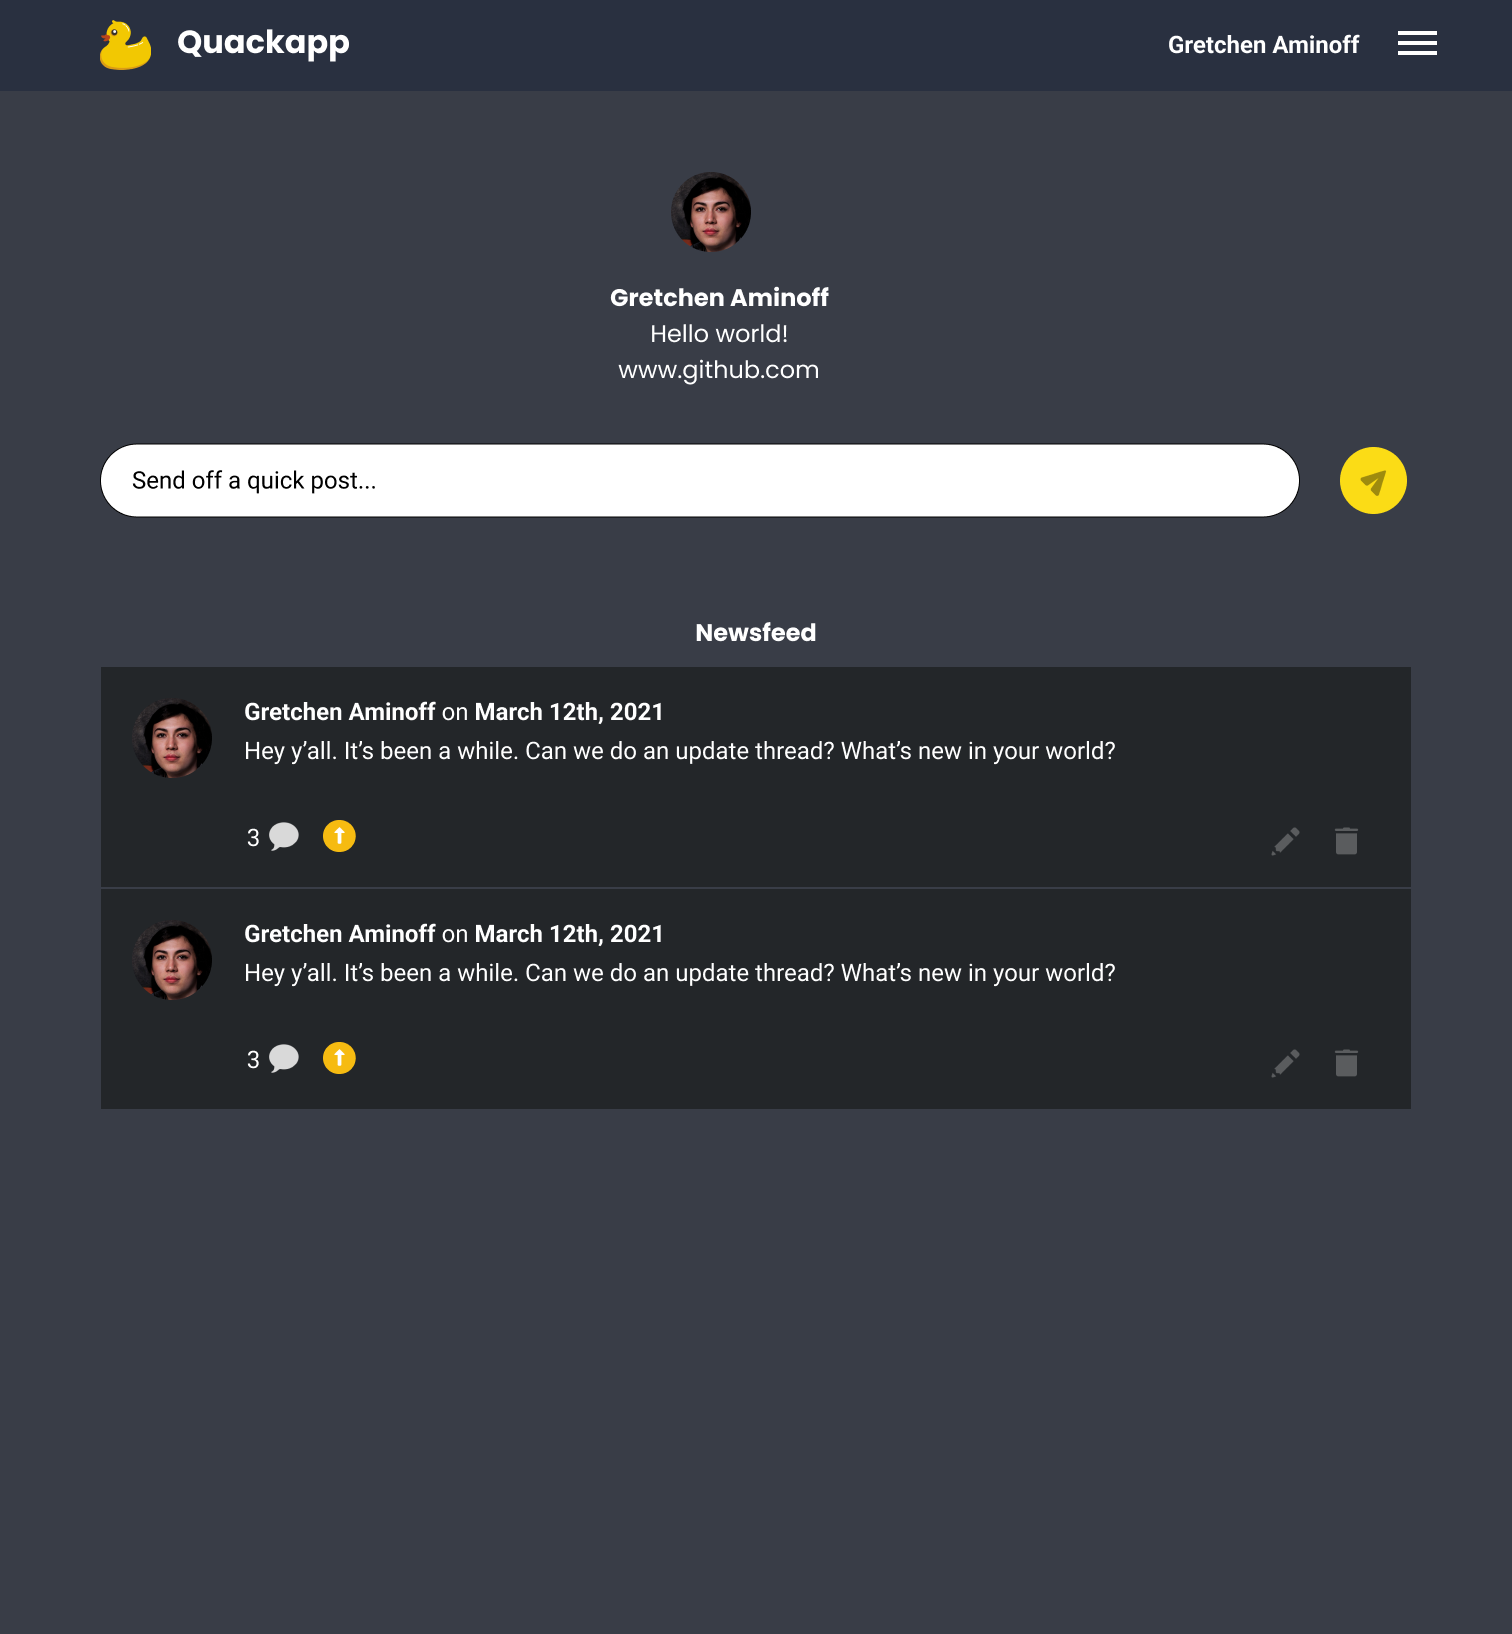 Quackapp
Gretchen Aminoff
Gretchen Aminoff
Hello world!
www.github.com
Send off a quick post...
Newsfeed
Gretchen Aminoff on March 12th, 2021
Hey y’all. It’s been a while. Can we do an update thread? What’s new in your world?
3
Gretchen Aminoff on March 12th, 2021
Hey y’all. It’s been a while. Can we do an update thread? What’s new in your world?
3